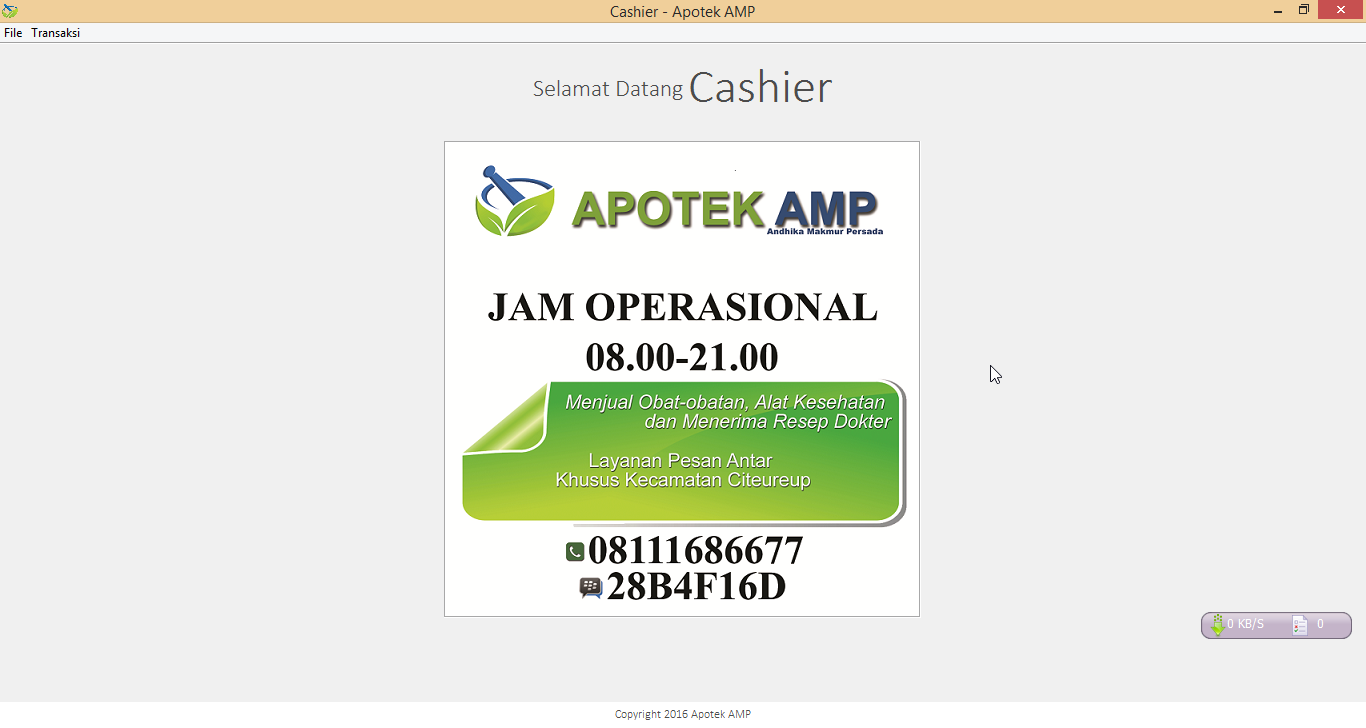 Cashier - Apotek AMP
File Transaksi
Selamat Datang Cashier
APOTEK AMP
Andhika Makmur Persada
JAM OPERASIONAL
08.00-21.00
Menjual Obat-obatan, Alat Kesehatan
dan Menerima Resep Dokter
Layanan Pesan Antar
Khusus Kecamatan Citeureup
08111686677
28B4F16D
0 KB/S 0
Copyright 2016 Apotek AMP